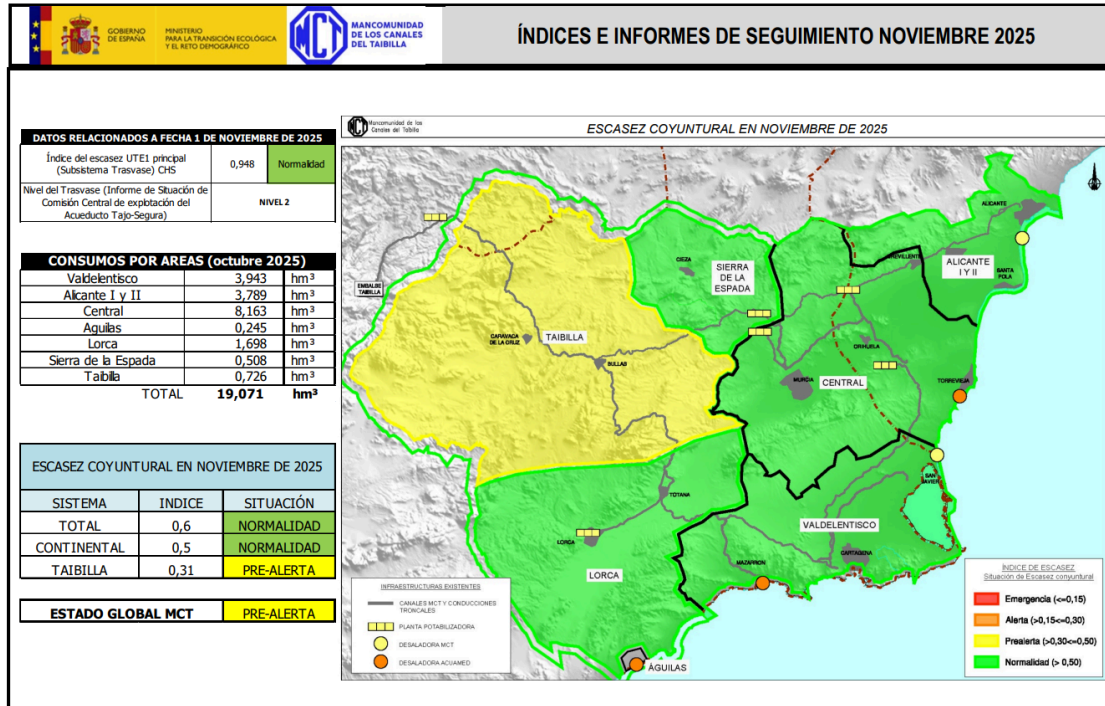 GOBIERNO
DE ESPAÑA
MINISTERIO
PARA LA TRANSICIÓN ECOLÓGICA
Y EL RETO DEMOGRÁFICO
MCT
MANCOMUNIDAD
DE LOS CANALES
DEL TAIBILLA
ÍNDICES E INFORMES DE SEGUIMIENTO NOVIEMBRE 2025
DATOS RELACIONADOS A FECHA 1 DE NOVIEMBRE DE 2025
Índice del escasez UTE1 principal
(Subsistema Trasvase) CHS
0,948
Normalidad
Nivel del Trasvase (Informe de Situación de
Comisión Central de explotación del
Acueducto Tajo-Segura)
NIVEL 2
CONSUMOS POR AREAS (octubre 2025)
Valdelentisco 3,943 hm³
Alicante I y II 3,789 hm³
Central 8,163 hm³
Aguilas 0,245 hm³
Lorca 1,698 hm³
Sierra de la Espada 0,508 hm³
Taibilla 0,726 hm³
TOTAL 19,071 hm³
ESCASEZ COYUNTURAL EN NOVIEMBRE DE 2025
SISTEMA INDICE SITUACIÓN
TOTAL 0,6 NORMALIDAD
CONTINENTAL 0,5 NORMALIDAD
TAIBILLA 0,31 PRE-ALERTA
ESTADO GLOBAL MCT PRE-ALERTA
MCT
Mancomunidad de los
Canales del Taibilla
ESCASEZ COYUNTURAL EN NOVIEMBRE DE 2025
ALICANTE
CIEZA
SIERRA
DE LA
ESPADA
ALICANTE
I Y II
SANTA
POLA
EMBALSE
TAIBILLA
CARAVACA
DE LA CRUZ
TAIBILLA
BULLAS
ORIHUELA
MURCIA
CENTRAL
TORREVIEJA
SAN
JAVIER
TOTANA
VALDELENTISCO
LORCA
CARTAGENA
MAZARRON
LORCA
ÁGUILAS
INFRAESTRUCTURAS EXISTENTES
CANALES MCT Y CONDUCCIONES
TRONCALES
PLANTA POTABILIZADORA
DESALADORA MCT
DESALADORA ACUAMED
ÍNDICE DE ESCASEZ
Situación de Escasez conyuntural
Emergencia (<=0,15)
Alerta (>0,15<=0,30)
Prealerta (>0,30<=0,50)
Normalidad (> 0,50)